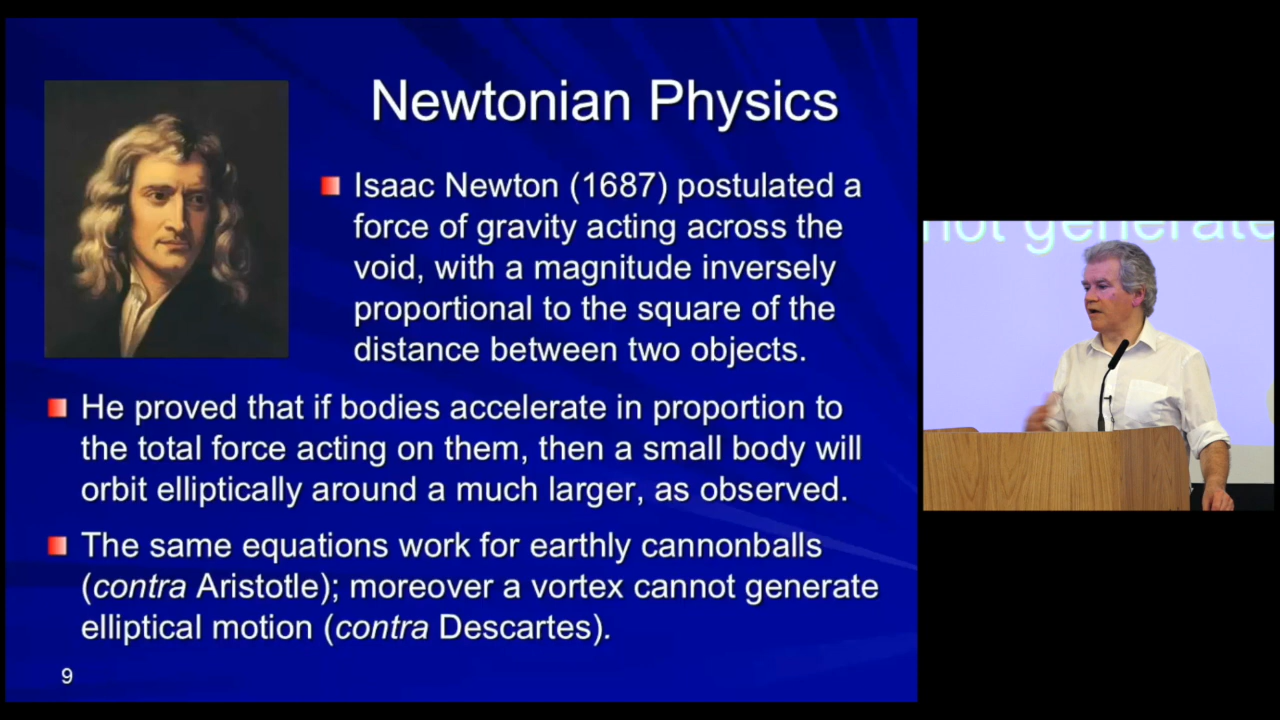 Newtonian Physics
Isaac Newton (1687) postulated a
force of gravity acting across the
void, with a magnitude inversely
proportional to the square of the
distance between two objects.
He proved that if bodies accelerate in proportion to
the total force acting on them, then a small body will
orbit elliptically around a much larger, as observed.
The same equations work for earthly cannonballs
(contra Aristotle); moreover a vortex cannot generate
elliptical motion (contra Descartes).
9
not generate